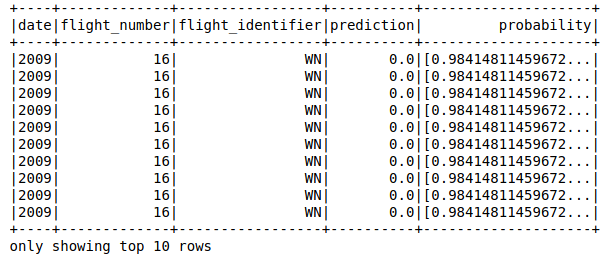 +----+-------------+-----------------+----------+--------------------+
|date|flight_number|flight_identifier|prediction|         probability|
+----+-------------+-----------------+----------+--------------------+
|2009|           16|               WN|       0.0|[0.98414811459672...|
|2009|           16|               WN|       0.0|[0.98414811459672...|
|2009|           16|               WN|       0.0|[0.98414811459672...|
|2009|           16|               WN|       0.0|[0.98414811459672...|
|2009|           16|               WN|       0.0|[0.98414811459672...|
|2009|           16|               WN|       0.0|[0.98414811459672...|
|2009|           16|               WN|       0.0|[0.98414811459672...|
|2009|           16|               WN|       0.0|[0.98414811459672...|
|2009|           16|               WN|       0.0|[0.98414811459672...|
|2009|           16|               WN|       0.0|[0.98414811459672...|
+----+-------------+-----------------+----------+--------------------+
only showing top 10 rows